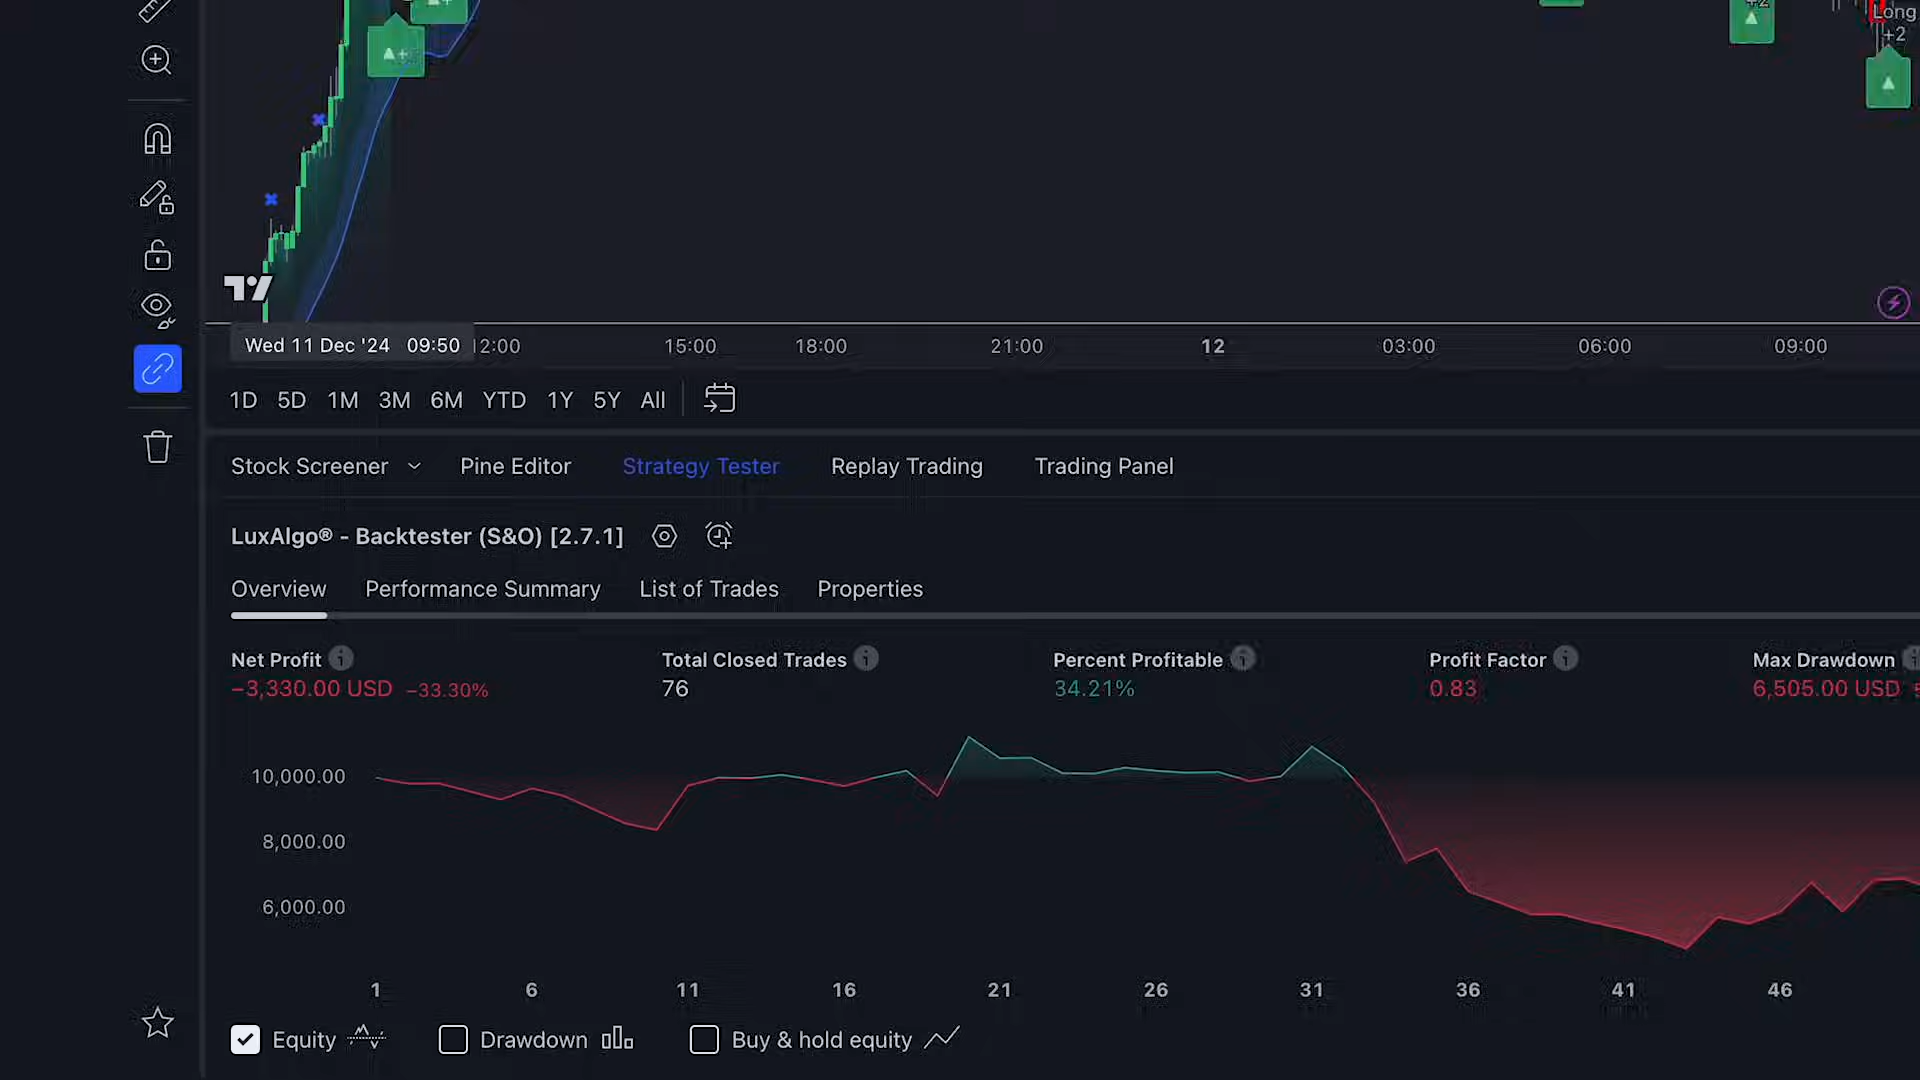 +2
Long
+2
Wed 11 Dec '24 09:50 12:00 15:00 18:00 21:00 12 03:00 06:00 09:00
1D 5D 1M 3M 6M YTD 1Y 5Y All
Stock Screener Pine Editor Strategy Tester Replay Trading Trading Panel
LuxAlgo® - Backtester (S&O) [2.7.1]
Overview Performance Summary List of Trades Properties
Net Profit Total Closed Trades Percent Profitable Profit Factor Max Drawdown
−3,330.00 USD −33.30% 76 34.21% 0.83 6,505.00 USD
10,000.00
8,000.00
6,000.00
1 6 11 16 21 26 31 36 41 46
Equity Drawdown Buy & hold equity